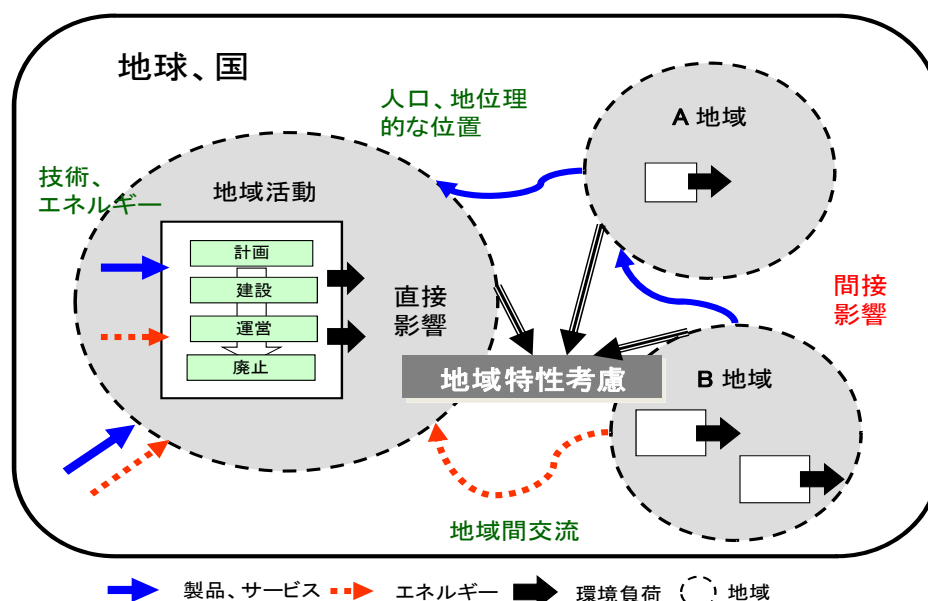 地球、国
人口、地位理
的な位置
A 地域
技術、
エネルギー
地域活動
計画
建設
運営
廃止
直接
影響
間接
影響
地域特性考慮
B 地域
地域間交流
製品、サービス
エネルギー
環境負荷
地域